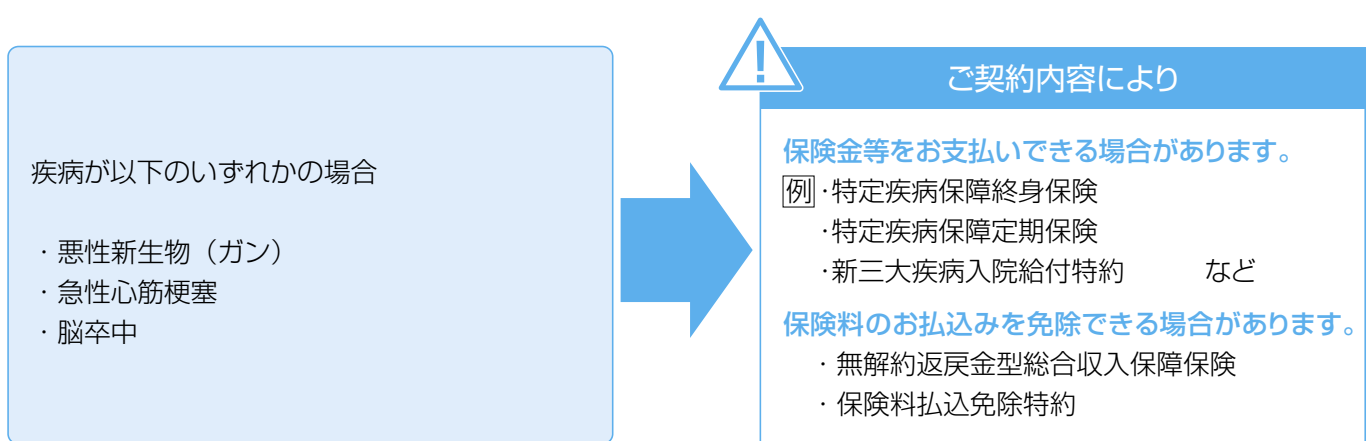 疾病が以下のいずれかの場合
・悪性新生物（ガン）
・急性心筋梗塞
・脳卒中
ご契約内容により
保険金等をお支払いできる場合があります。
例・特定疾病保障終身保険
・特定疾病保障定期保険
・新三大疾病入院給付特約　　など
保険料のお払込みを免除できる場合があります。
・無解約返戻金型総合収入保障保険
・保険料払込免除特約